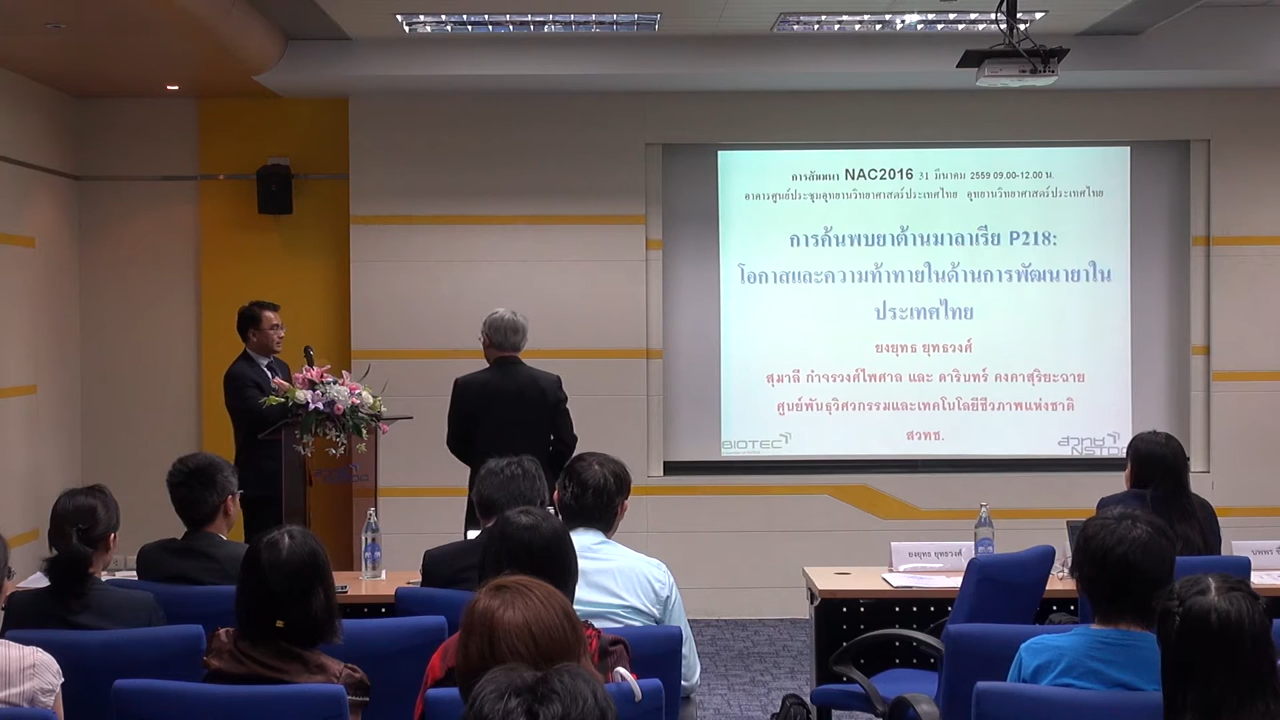 การสัมมนา NAC2016 31 มีนาคม 2559 09.00-12.00 น.
อาคารศูนย์ประชุมอุทยานวิทยาศาสตร์ประเทศไทย อุทยานวิทยาศาสตร์ประเทศไทย
การค้นพบยาต้านมาลาเรีย P218:
โอกาสและความท้าทายในด้านการพัฒนายาใน
ประเทศไทย
ยงยุทธ ยุทธวงศ์
สุมาลี กำจรวงศ์ไพศาล และ ดารินทร์ คงคาสุริยะฉาย
ศูนย์พันธุวิศวกรรมและเทคโนโลยีชีวภาพแห่งชาติ
สวทช.
BIOTEC
สวทช
NSTDA
ยงยุทธ ยุทธวงศ์
นพพร